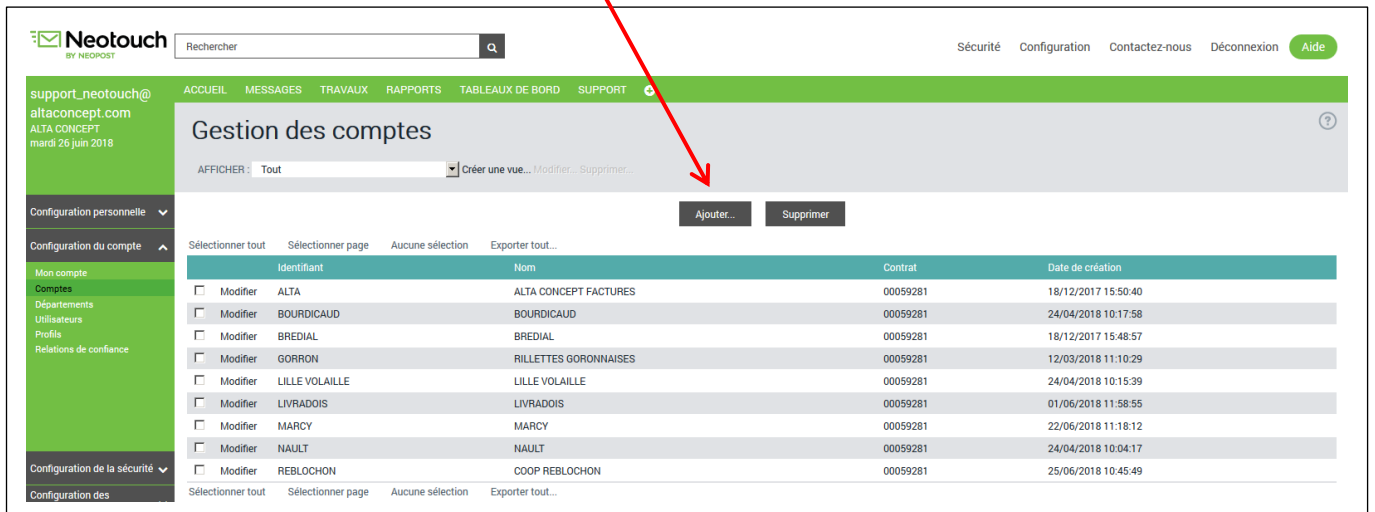 Neotouch
BY NEOPOST
Rechercher
Sécurité Configuration Contactez-nous Déconnexion Aide
support_neotouch@
altaconcept.com
ALTA CONCEPT
mardi 26 juin 2018
ACCUEIL MESSAGES TRAVAUX RAPPORTS TABLEAUX DE BORD SUPPORT
Gestion des comptes
AFFICHER : Tout Créer une vue... Modifier... Supprimer...
Configuration personnelle
Configuration du compte
Mon compte
Comptes
Départements
Utilisateurs
Profils
Relations de confiance
Configuration de la sécurité
Configuration des
Ajouter... Supprimer
Sélectionner tout Sélectionner page Aucune sélection Exporter tout...
Identifiant Nom Contrat Date de création
Modifier ALTA ALTA CONCEPT FACTURES 00059281 18/12/2017 15:50:40
Modifier BOURDICAUD BOURDICAUD 00059281 24/04/2018 10:17:58
Modifier BREDIAL BREDIAL 00059281 18/12/2017 15:48:57
Modifier GORRON RILLETTES GORONNAISES 00059281 12/03/2018 11:10:29
Modifier LILLE VOLAILLE LILLE VOLAILLE 00059281 24/04/2018 10:15:39
Modifier LIVRADOIS LIVRADOIS 00059281 01/06/2018 11:58:55
Modifier MARCY MARCY 00059281 22/06/2018 11:18:12
Modifier NAULT NAULT 00059281 24/04/2018 10:04:17
Modifier REBLOCHON COOP REBLOCHON 00059281 25/06/2018 10:45:49
Sélectionner tout Sélectionner page Aucune sélection Exporter tout...